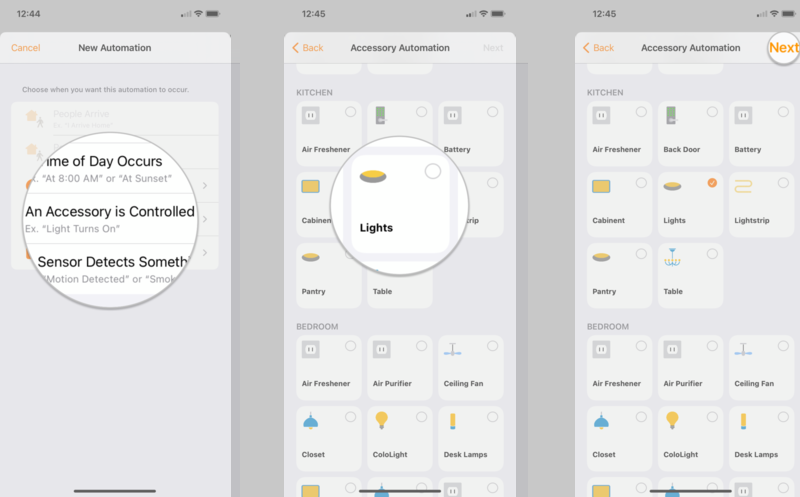 12:44
Cancel
New Automation
Choose when you want this automation to occur.
People Arrive
ime of Day Occurs
“At 8:00 AM” or “At Sunset”
An Accessory is Controlled
Ex. “Light Turns On”
Sensor Detects Someth
“Motion Detected” or “Smok
12:45
Back
Accessory Automation
Next
KITCHEN
Air Freshener
Battery
Cabinent
Lights
trip
Pantry
Table
BEDROOM
Air Freshener
Air Purifier
Ceiling Fan
Closet
ColoLight
Desk Lamps
12:45
Back
Accessory Automation
Next
KITCHEN
Air Freshener
Back Door
Battery
Cabinent
Lights
Lightstrip
Pantry
Table
BEDROOM
Air Freshener
Air Purifier
Ceiling Fan
Closet
ColoLight
Desk Lamps